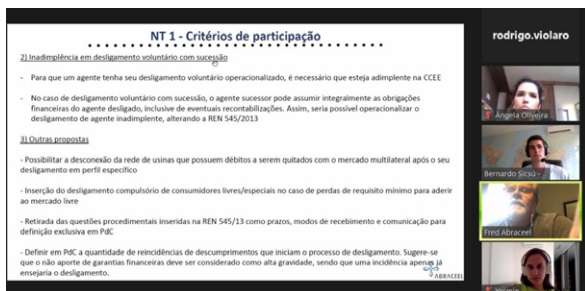 NT 1 - Critérios de participação
2) Inadimplência em desligamento voluntário com sucessão
- Para que um agente tenha seu desligamento voluntário operacionalizado, é necessário que esteja adimplente na CCEE
- No caso de desligamento voluntário com sucessão, o agente sucessor pode assumir integralmente as obrigações
financeiras do agente desligado, inclusive de eventuais recontabilizações. Assim, seria possível operacionalizar o
desligamento de agente inadimplente, alterando a REN 545/2013
3) Outras propostas
- Possibilitar a desconexão da rede de usinas que possuem débitos a serem quitados com o mercado multilateral após o seu
desligamento em perfil específico
- Inserção do desligamento compulsório de consumidores livres/especiais no caso de perdas de requisito mínimo para aderir
ao mercado livre
- Retirada das questões procedimentais inseridas na REN 545/13 como prazos, modos de recebimento e comunicação para
definição exclusiva em PdC
- Definir em PdC a quantidade de reincidências de descumprimentos que iniciam o processo de desligamento. Sugere-se
que o não aporte de garantias financeiras deve ser considerado como alta gravidade, sendo que uma incidência apenas já
ensejaria o desligamento.
ABRACEEL
rodrigo.violaro
Ângela Oliveira
Bernardo Sicsú -
Fred Abraceel
Yasmin